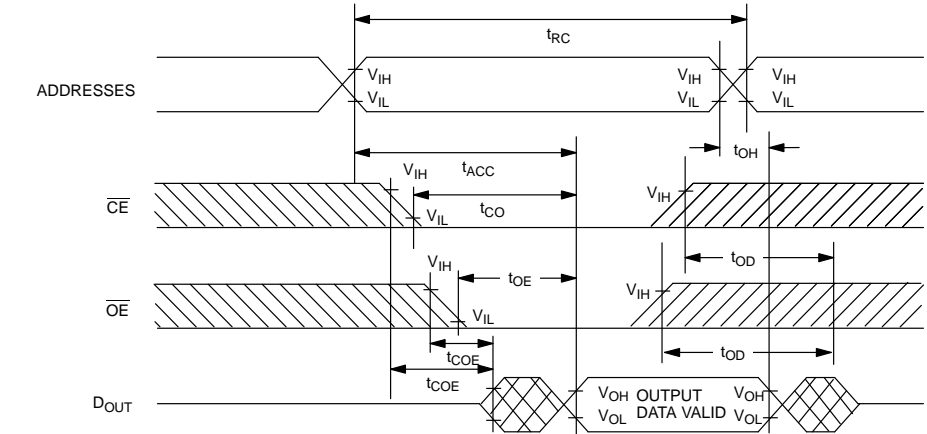 tRC
ADDRESSES
VIH
VIL
VIH
VIL
VIH
VIL
tACC
tOH
CE
VIH
VIL
tCO
VIH
OE
VIH
VIL
tOE
tOD
VIH
tCOE
tCOE
tOD
DOUT
VOH
VOL
OUTPUT
DATA VALID
VOH
VOL